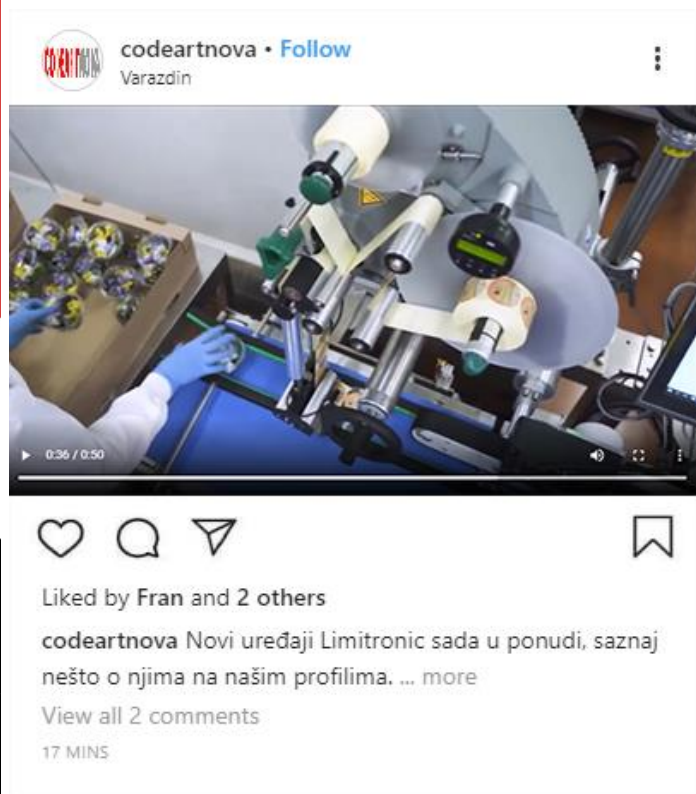 codeartnova • Follow
Varazdin
0:36 / 0:50
Liked by Fran and 2 others
codeartnova Novi uređaji Limitronic sada u ponudi, saznaj
nešto o njima na našim profilima. ... more
View all 2 comments
17 MINS